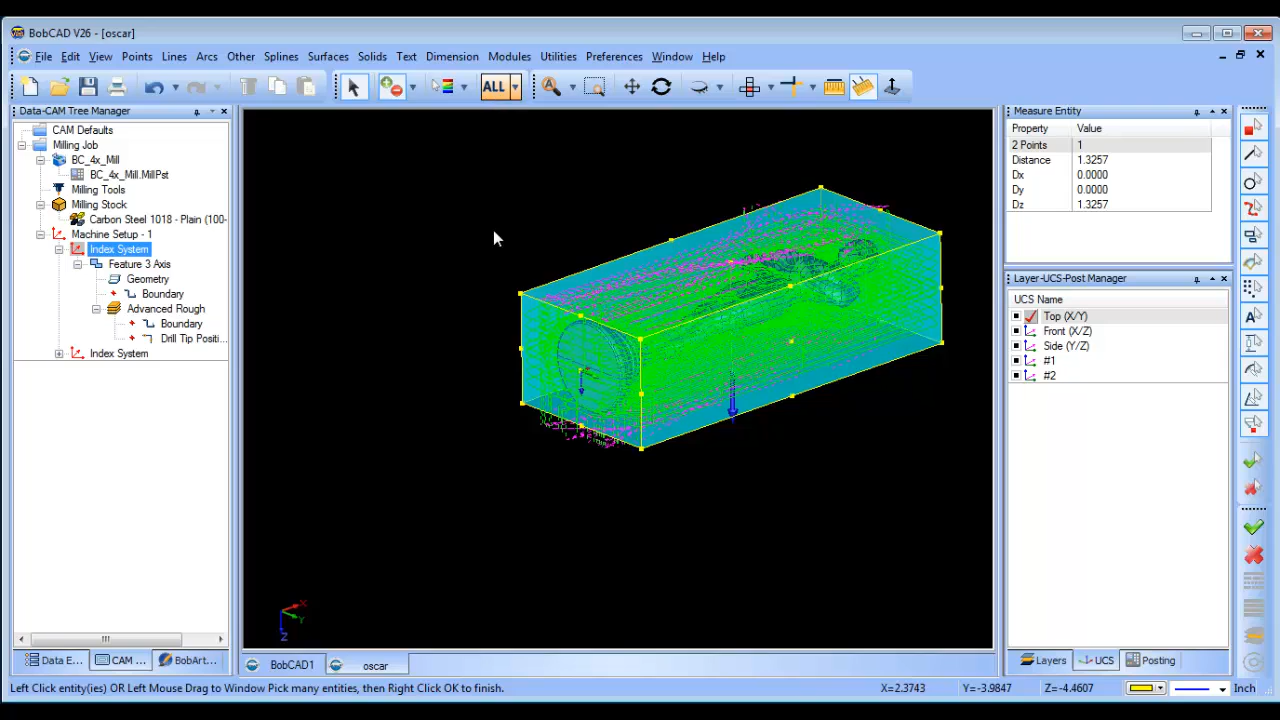 BobCAD V26 - [oscar]
File Edit View Points Lines Arcs Other Splines Surfaces Solids Text Dimension Modules Utilities Preferences Window Help
ALL
Data-CAM Tree Manager
CAM Defaults
Milling Job
BC_4x_Mill
BC_4x_Mill.MillPst
Milling Tools
Milling Stock
Carbon Steel 1018 - Plain (100-
Machine Setup - 1
Index System
Feature 3 Axis
Geometry
Boundary
Advanced Rough
Boundary
Drill Tip Positi...
Index System
Data E... CAM ... BobArt...
X
Y
Z
BobCAD1 oscar
Measure Entity
Property Value
2 Points 1
Distance 1.3257
Dx 0.0000
Dy 0.0000
Dz 1.3257
Layer-UCS-Post Manager
UCS Name
Top (X/Y)
Front (X/Z)
Side (Y/Z)
#1
#2
Layers UCS Posting
Left Click entity(ies) OR Left Mouse Drag to Window Pick many entities, then Right Click OK to finish. X=2.3743 Y=-3.9847 Z=-4.4607 Inch